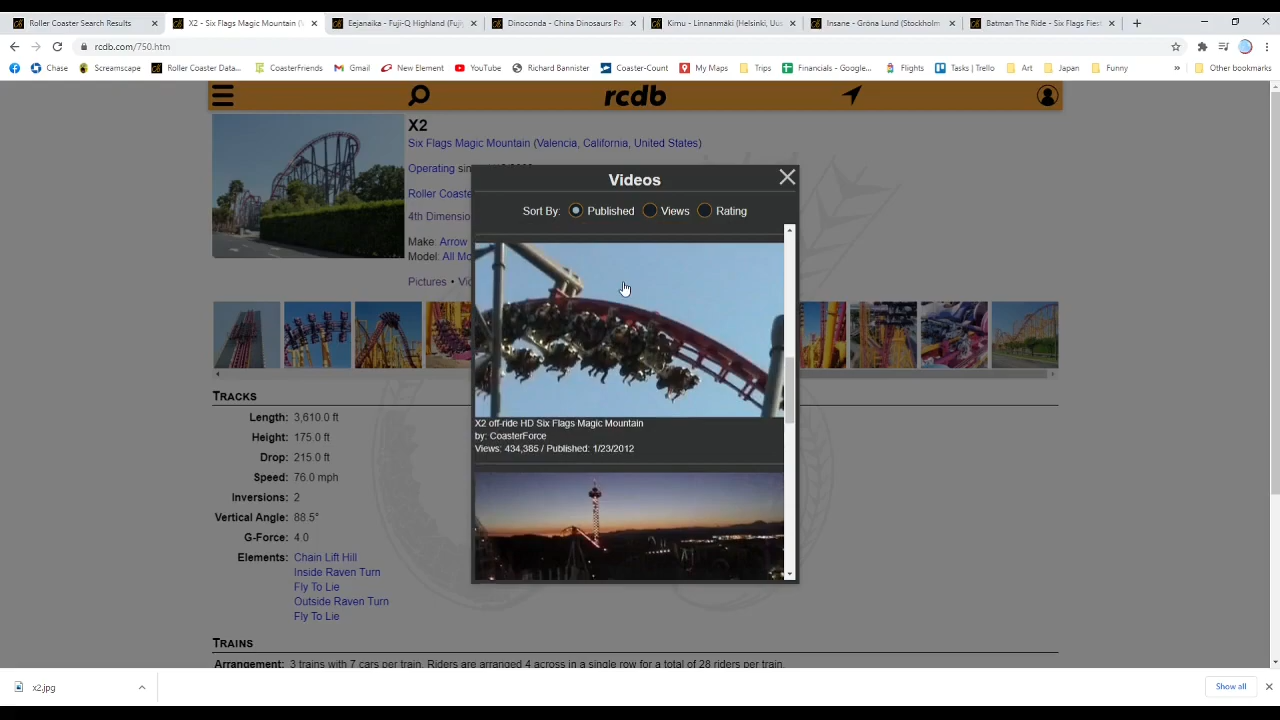 Roller Coaster Search Results
X2 - Six Flags Magic Mountain (V
Eejanaika - Fuji-Q Highland (Fuj
Dinoconda - China Dinosaurs Pa
Kirnu - Linnanmäki (Helsinki, Uus
Insane - Gröna Lund (Stockholm
Batman The Ride - Six Flags Fiest
rcdb.com/750.htm
Chase
Screamscape
Roller Coaster Data...
CoasterFriends
Gmail
New Element
YouTube
Richard Bannister
Coaster-Count
My Maps
Trips
Financials - Google...
Flights
Tasks | Trello
Art
Japan
Funny
»
Other bookmarks
rcdb
X2
Six Flags Magic Mountain (Valencia, California, United States)
Operating
Roller Coaste
4th Dimensio
Make: Arrow
Model: All Mo
Pictures • Vi
Videos
Sort By: Published Views Rating
X2 off-ride HD Six Flags Magic Mountain
by: CoasterForce
Views: 434,385 / Published: 1/23/2012
TRACKS
Length: 3,610.0 ft
Height: 175.0 ft
Drop: 215.0 ft
Speed: 76.0 mph
Inversions: 2
Vertical Angle: 88.5°
G-Force: 4.0
Elements: Chain Lift Hill
Inside Raven Turn
Fly To Lie
Outside Raven Turn
Fly To Lie
TRAINS
Arrangement: 3 trains with 7 cars per train. Riders are arranged 4 across in a single row for a total of 28 riders per train.
x2.jpg
Show all